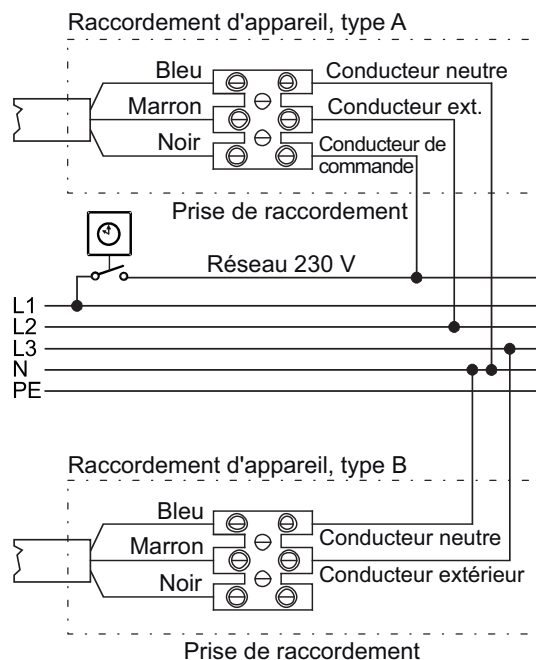 Raccordement d'appareil, type A
Bleu
Conducteur neutre
Marron
Conducteur ext.
Noir
Conducteur de
commande
Prise de raccordement
Réseau 230 V
L1
L2
L3
N
PE
Raccordement d'appareil, type B
Bleu
Conducteur neutre
Marron
Conducteur extérieur
Noir
Prise de raccordement